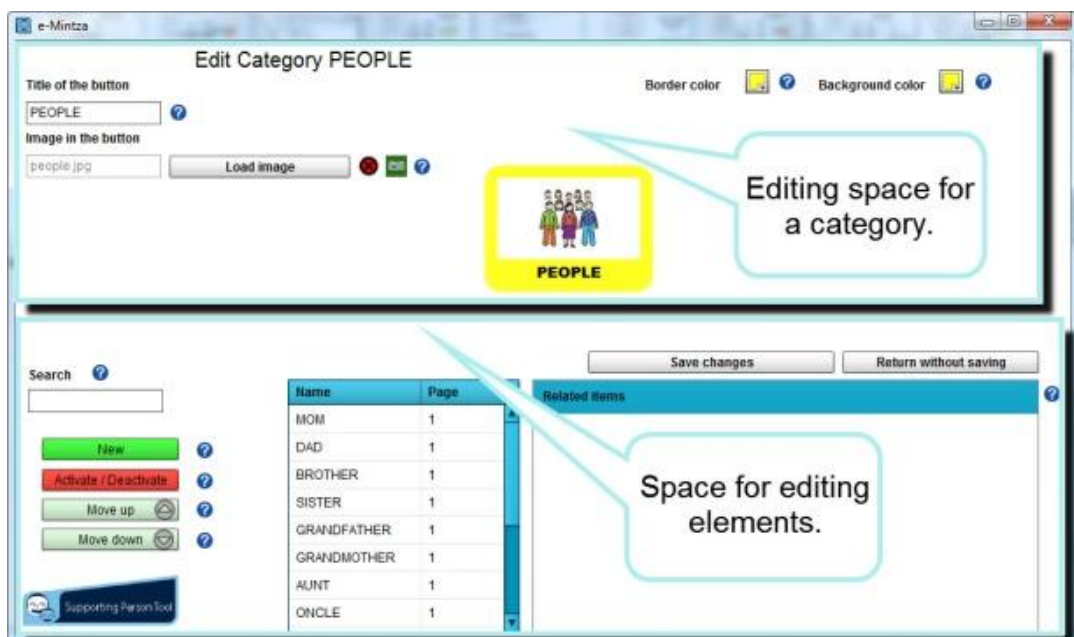 e-Mintza
Edit Category PEOPLE
Title of the button
Border color
Background color
PEOPLE
Image in the button
people.jpg
Load image
Editing space for
a category.
PEOPLE
Save changes
Return without saving
Search
Name Page
Related items
MOM 1
DAD 1
BROTHER 1
SISTER 1
GRANDFATHER 1
GRANDMOTHER 1
AUNT 1
ONCLE 1
New
Activate / Deactivate
Move up
Move down
Space for editing
elements.
Supporting Person Tool